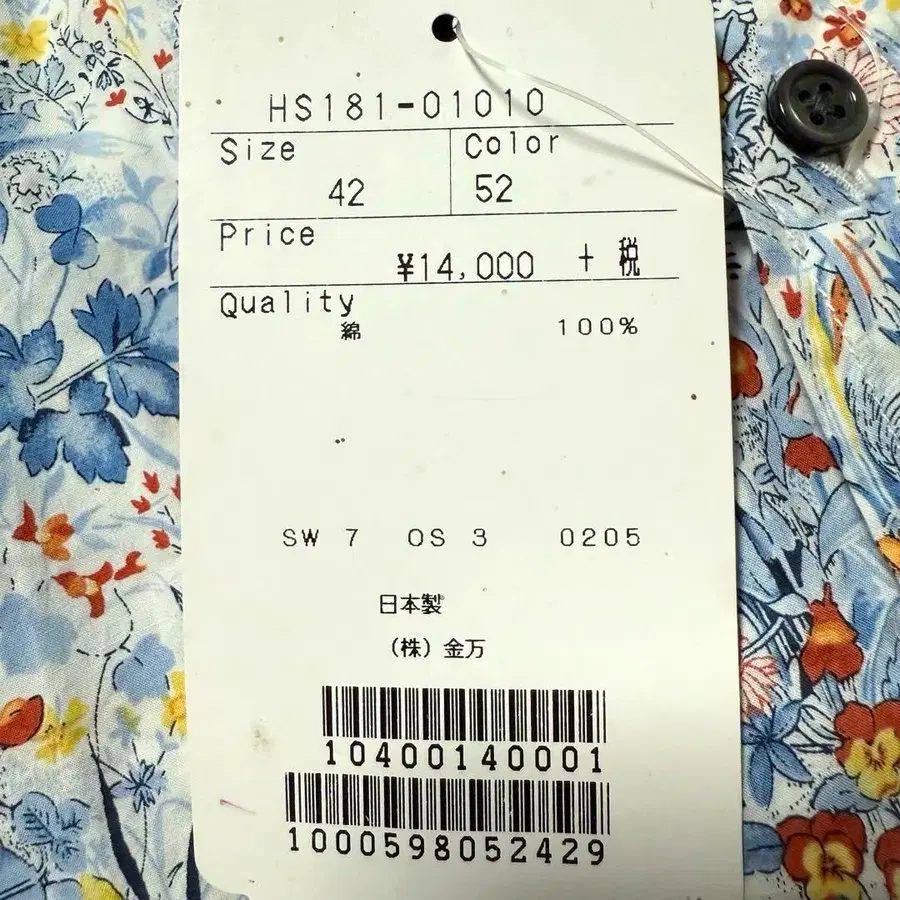 HS181-01010
Size Color
42 52
Price
¥14,000 + 税
Quality
綿 100%
SW 7 OS 3 0205
日本製
(株)金万
10400140001
1000598052429